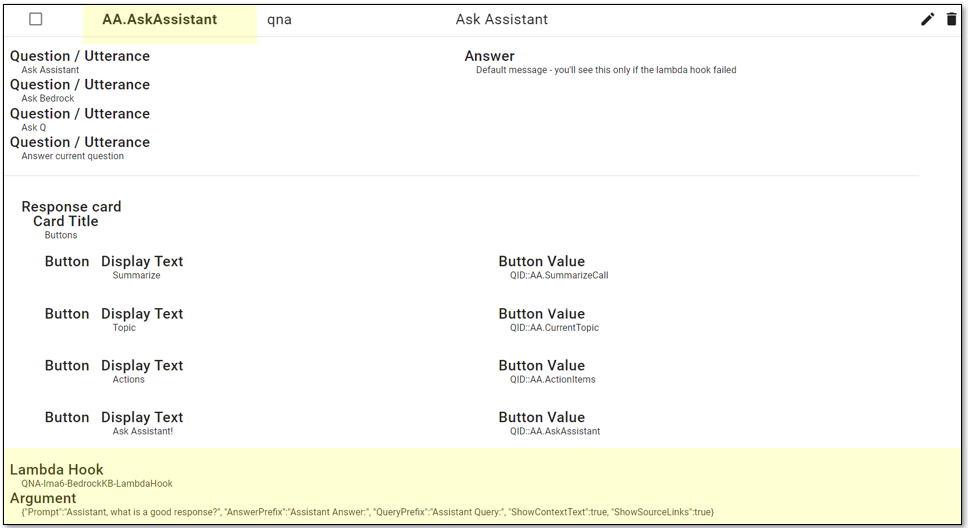 AA.AskAssistant qna Ask Assistant
Question / Utterance Answer
Ask Assistant Default message - you'll see this only if the lambda hook failed
Question / Utterance
Ask Bedrock
Question / Utterance
Ask Q
Question / Utterance
Answer current question
Response card
Card Title
Buttons
Button Display Text Button Value
Summarize QID::AA.SummarizeCall
Button Display Text Button Value
Topic QID::AA.CurrentTopic
Button Display Text Button Value
Actions QID::AA.ActionItems
Button Display Text Button Value
Ask Assistant! QID::AA.AskAssistant
Lambda Hook
QNA-lma6-BedrockKB-LambdaHook
Argument
{"Prompt":"Assistant, what is a good response?", "AnswerPrefix":"Assistant Answer:", "QueryPrefix":"Assistant Query:", "ShowContextText":true, "ShowSourceLinks":true}